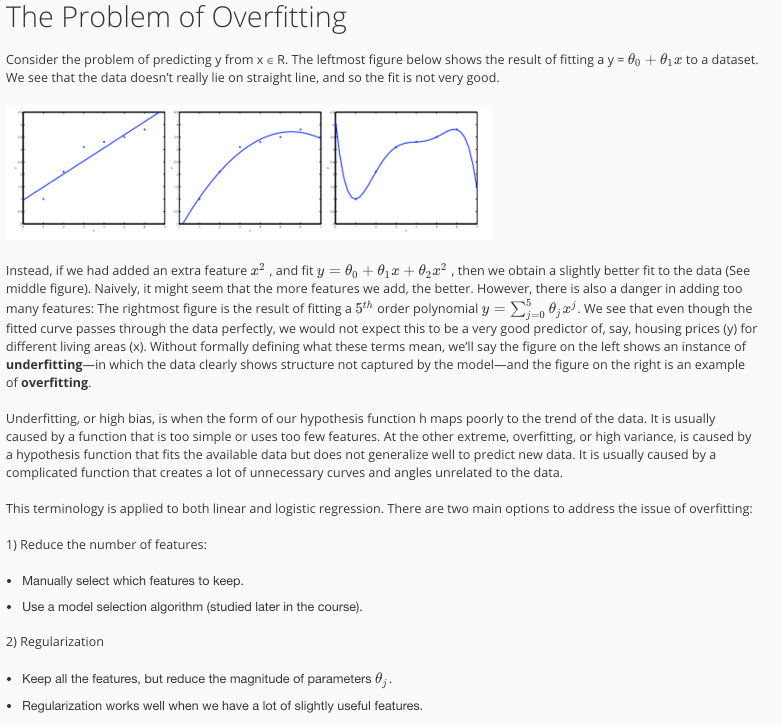 The Problem of Overfitting
Consider the problem of predicting y from x ∈ R. The leftmost figure below shows the result of fitting a y = θ₀ + θ₁x to a dataset.
We see that the data doesn't really lie on straight line, and so the fit is not very good.
Instead, if we had added an extra feature x² , and fit y = θ₀ + θ₁x + θ₂x² , then we obtain a slightly better fit to the data (See
middle figure). Naively, it might seem that the more features we add, the better. However, there is also a danger in adding too
many features: The rightmost figure is the result of fitting a 5ᵗʰ order polynomial y = ∑⁵ⱼ₌₀ θⱼxʲ. We see that even though the
fitted curve passes through the data perfectly, we would not expect this to be a very good predictor of, say, housing prices (y) for
different living areas (x). Without formally defining what these terms mean, we'll say the figure on the left shows an instance of
underfitting—in which the data clearly shows structure not captured by the model—and the figure on the right is an example
of overfitting.
Underfitting, or high bias, is when the form of our hypothesis function h maps poorly to the trend of the data. It is usually
caused by a function that is too simple or uses too few features. At the other extreme, overfitting, or high variance, is caused by
a hypothesis function that fits the available data but does not generalize well to predict new data. It is usually caused by a
complicated function that creates a lot of unnecessary curves and angles unrelated to the data.
This terminology is applied to both linear and logistic regression. There are two main options to address the issue of overfitting:
1) Reduce the number of features:
• Manually select which features to keep.
• Use a model selection algorithm (studied later in the course).
2) Regularization
• Keep all the features, but reduce the magnitude of parameters θⱼ.
• Regularization works well when we have a lot of slightly useful features.